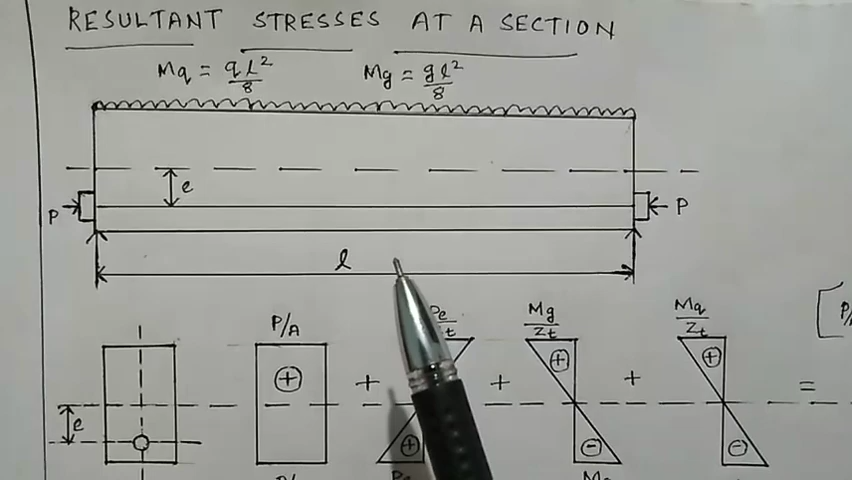 RESULTANT STRESSES AT A SECTION
Mq = ql²/8 Mg = gl²/8
e
P P
l
P/A Mg/Zt Mq/Zt
⊕ + + ⊕ + ⊕ =
e
⊕ ⊖ ⊖